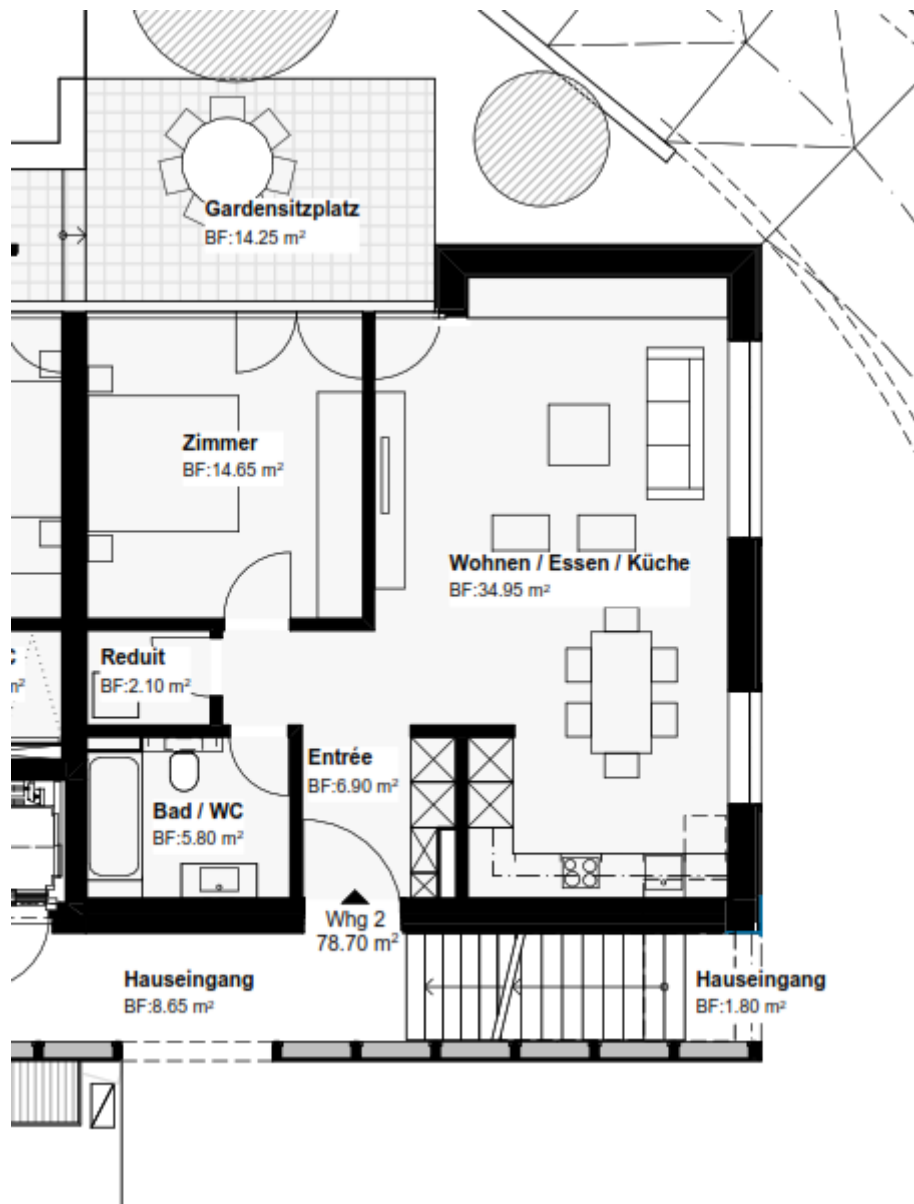 Gardensitzplatz
BF:14.25 m²
Zimmer
BF:14.65 m²
Wohnen / Essen / Küche
BF:34.95 m²
Reduit
BF:2.10 m²
m²
Entrée
BF:6.90 m²
Bad / WC
BF:5.80 m²
Whg 2
78.70 m²
Hauseingang
BF:8.65 m²
Hauseingang
BF:1.80 m²